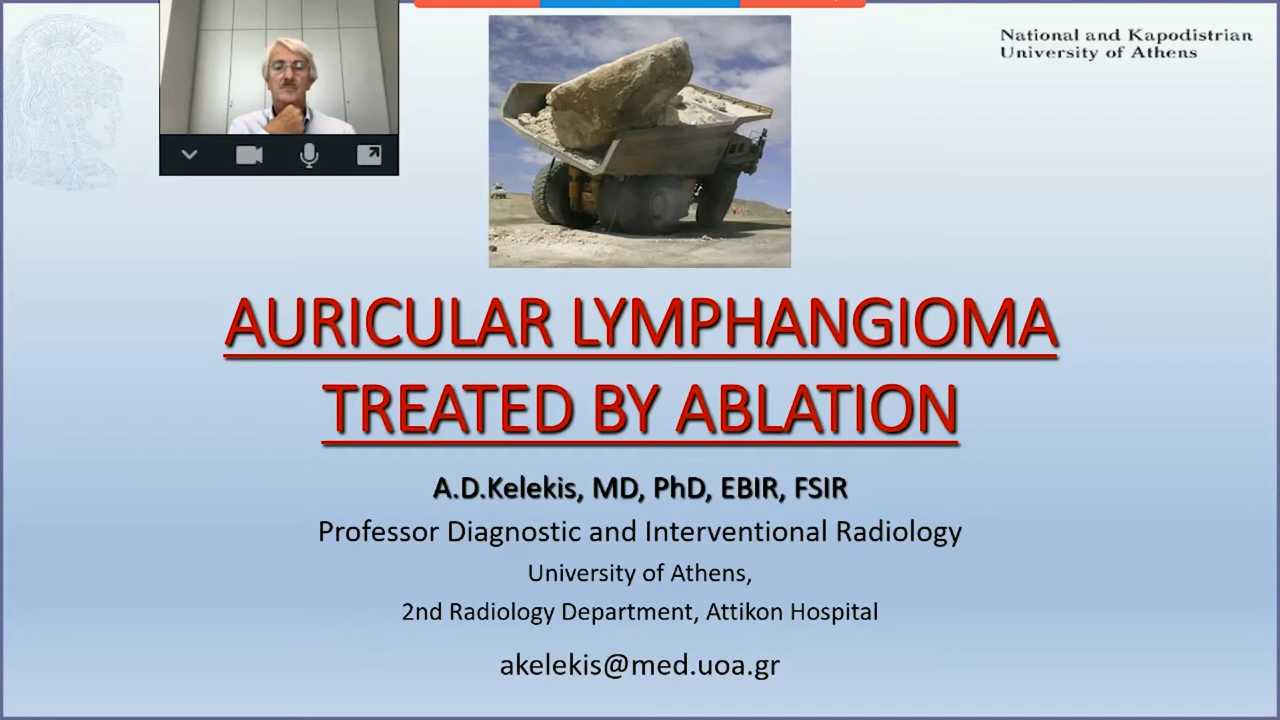 National and Kapodistrian
University of Athens
AURICULAR LYMPHANGIOMA
TREATED BY ABLATION
A.D.Kelekis, MD, PhD, EBIR, FSIR
Professor Diagnostic and Interventional Radiology
University of Athens,
2nd Radiology Department, Attikon Hospital
akelekis@med.uoa.gr